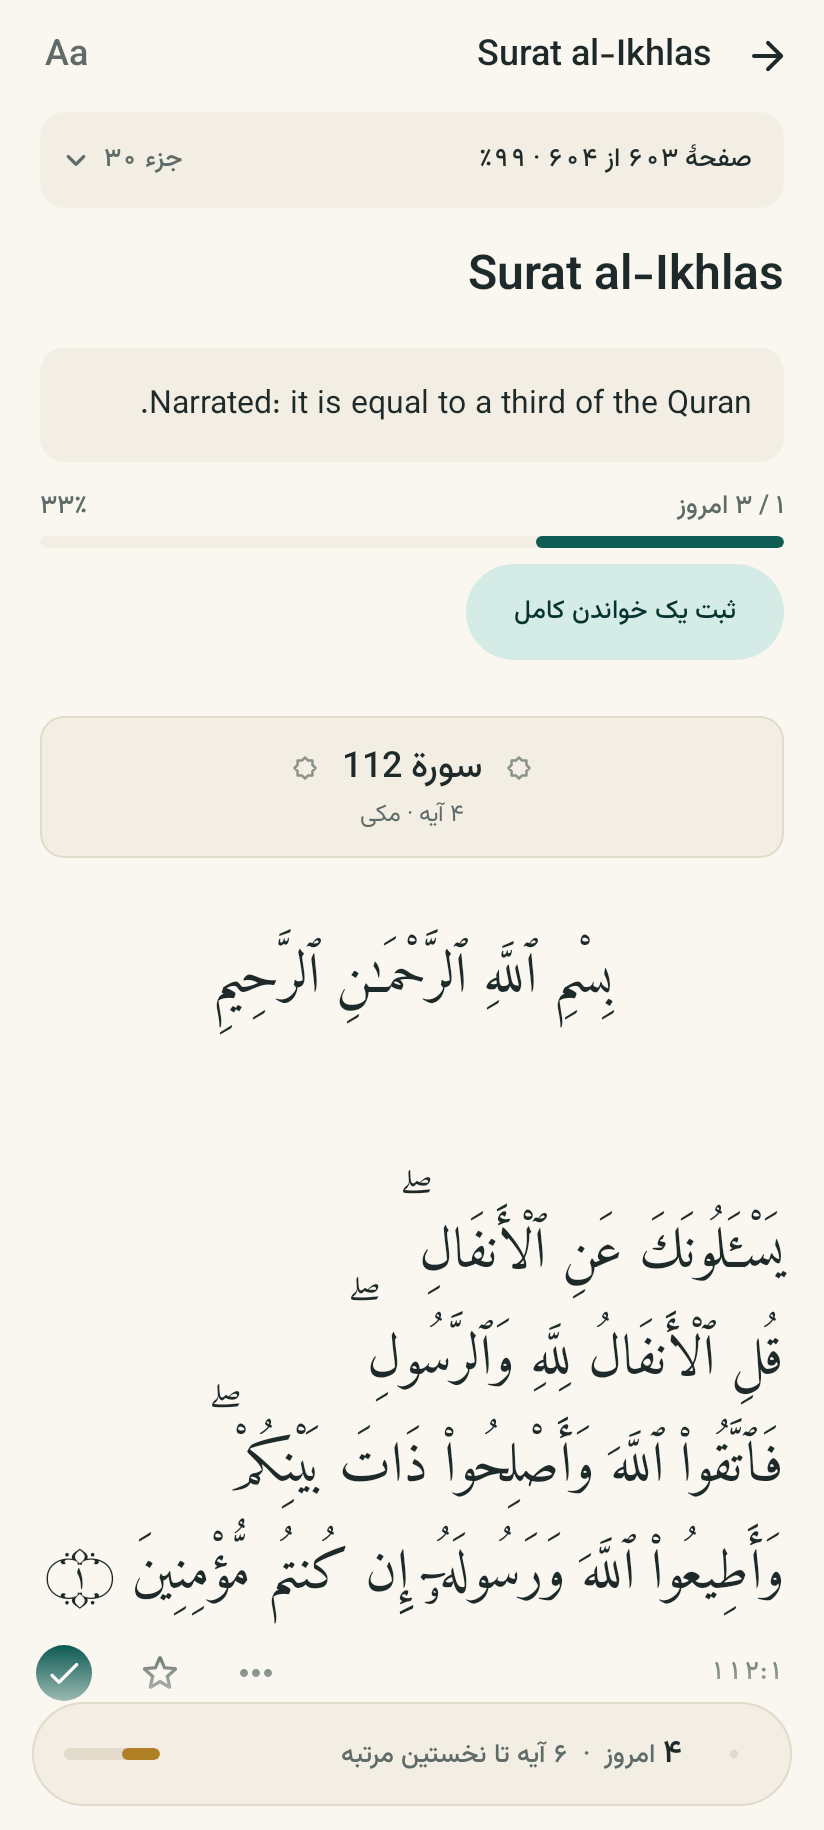 Surat al-Ikhlas
Aa
صفحهٔ ۶۰۳ از ۶۰۴ · ۹۹٪
جزء ۳۰
Surat al-Ikhlas
Narrated: it is equal to a third of the Quran.
۱ / ۳ امروز
۳۳٪
ثبت یک خواندن کامل
سورة 112
۴ آیه · مکی
بِسْمِ ٱللَّهِ ٱلرَّحْمَـٰنِ ٱلرَّحِيمِ
يَسْـَٔلُونَكَ عَنِ ٱلْأَنفَالِ ۖ
قُلِ ٱلْأَنفَالُ لِلَّهِ وَٱلرَّسُولِ ۖ
فَٱتَّقُوا۟ ٱللَّهَ وَأَصْلِحُوا۟ ذَاتَ بَيْنِكُمْ ۖ
وَأَطِيعُوا۟ ٱللَّهَ وَرَسُولَهُۥٓ إِن كُنتُم مُّؤْمِنِينَ ١
۱۱۲:۱
۴ امروز · ۶ آیه تا نخستین مرتبه